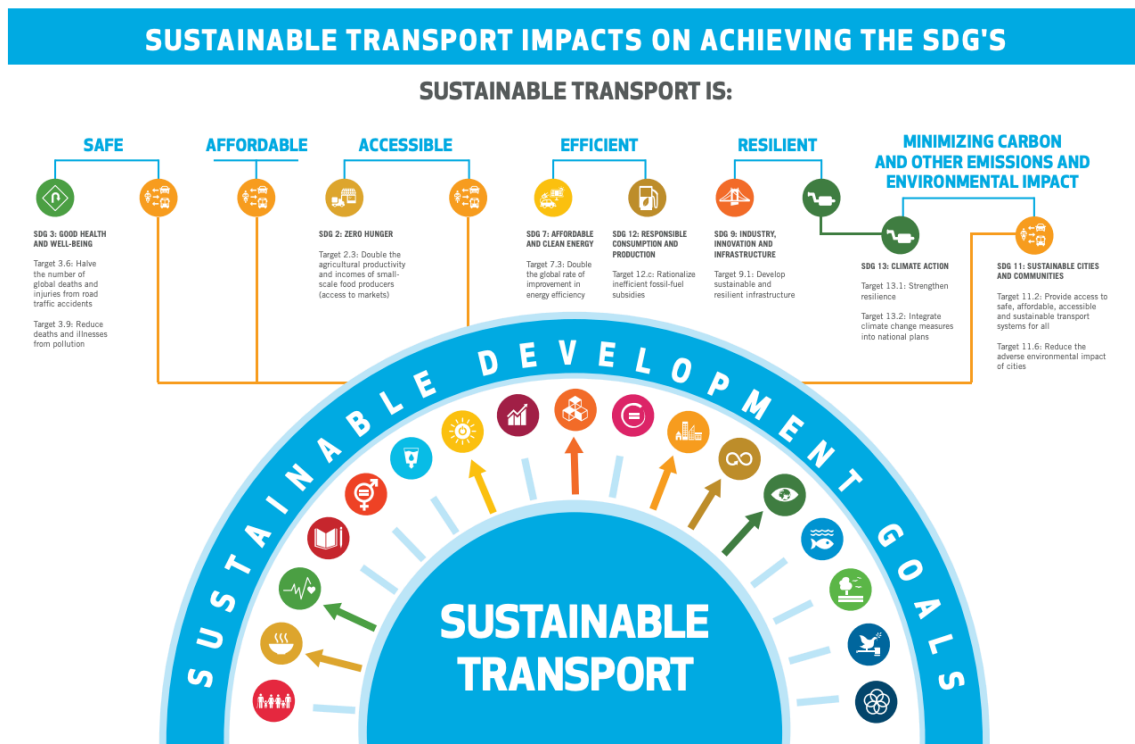 SUSTAINABLE TRANSPORT IMPACTS ON ACHIEVING THE SDG'S
SUSTAINABLE TRANSPORT IS:
SAFE
AFFORDABLE
ACCESSIBLE
EFFICIENT
RESILIENT
MINIMIZING CARBON
AND OTHER EMISSIONS AND
ENVIRONMENTAL IMPACT
SDG 3: GOOD HEALTH
AND WELL-BEING
Target 3.6: Halve
the number of
global deaths and
injuries from road
traffic accidents
Target 3.9: Reduce
deaths and illnesses
from pollution
SDG 2: ZERO HUNGER
Target 2.3: Double the
agricultural productivity
and incomes of small-
scale food producers
(access to markets)
SDG 7: AFFORDABLE
AND CLEAN ENERGY
Target 7.3: Double
the global rate of
improvement in
energy efficiency
SDG 12: RESPONSIBLE
CONSUMPTION AND
PRODUCTION
Target 12.c: Rationalize
inefficient fossil-fuel
subsidies
SDG 9: INDUSTRY,
INNOVATION AND
INFRASTRUCTURE
Target 9.1: Develop
sustainable and
resilient infrastructure
SDG 13: CLIMATE ACTION
Target 13.1: Strengthen
resilience
Target 13.2: Integrate
climate change measures
into national plans
SDG 11: SUSTAINABLE CITIES
AND COMMUNITIES
Target 11.2: Provide access to
safe, affordable, accessible
and sustainable transport
systems for all
Target 11.6: Reduce the
adverse environmental impact
of cities
SUSTAINABLE DEVELOPMENT GOALS
SUSTAINABLE
TRANSPORT